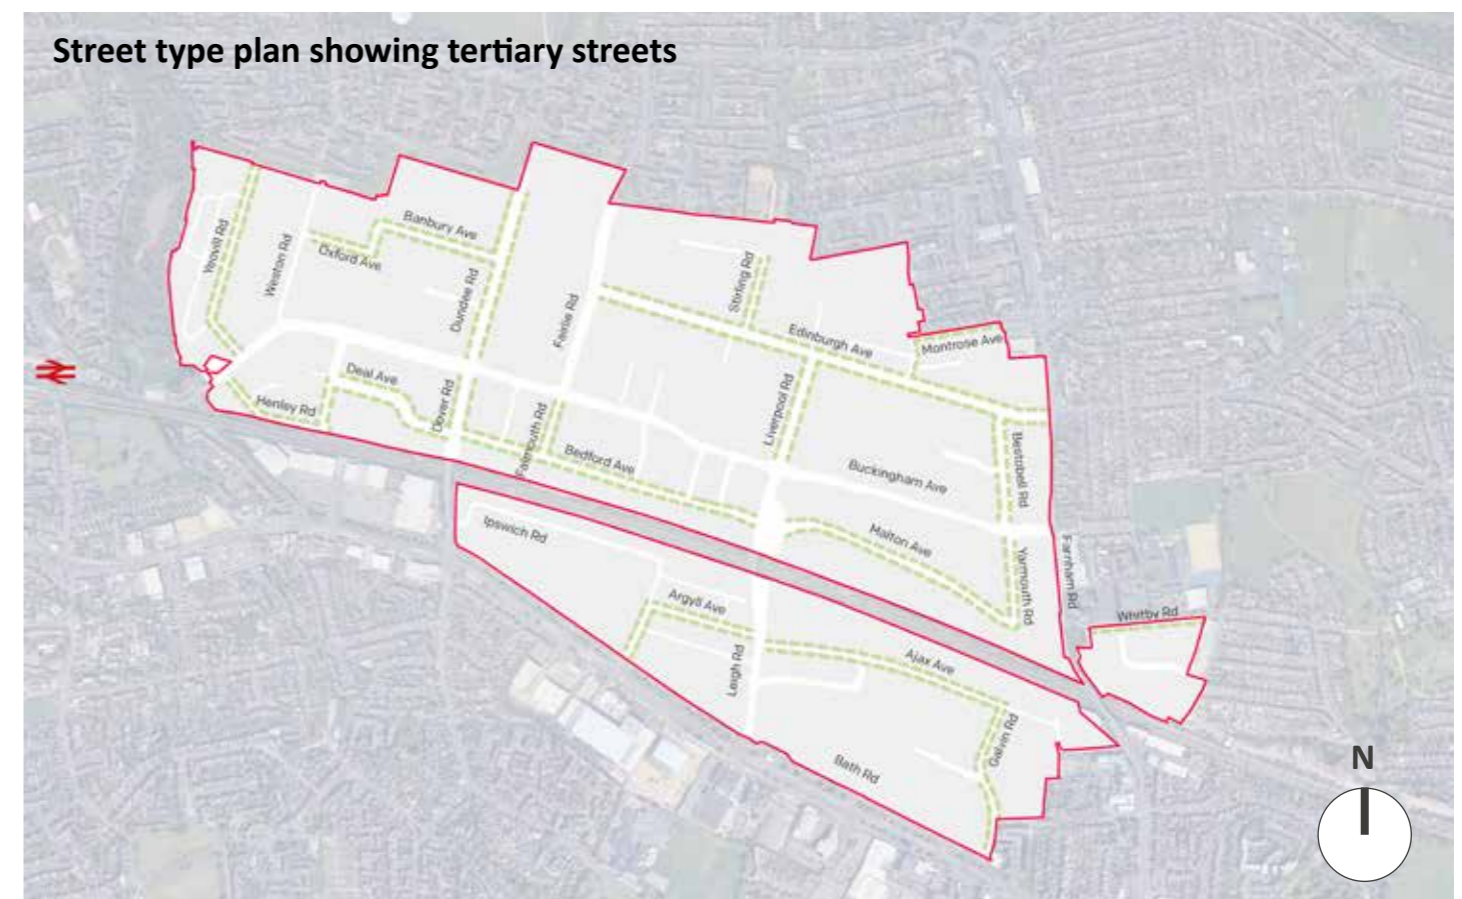 Street type plan showing tertiary streets
Banbury Ave
Oxford Ave
Yeovill Rd
Weston Rd
Dundee Rd
Fairlie Rd
Stirling Rd
Edinburgh Ave
Montrose Ave
Deal Ave
Henley Rd
Dover Rd
Falmouth Rd
Bedford Ave
Liverpool Rd
Buckingham Ave
Bestobell Rd
Malton Ave
Yarmouth Rd
Farnham Rd
Ipswich Rd
Argyll Ave
Whitby Rd
Leigh Rd
Ajax Ave
Galvin Rd
Bath Rd
N